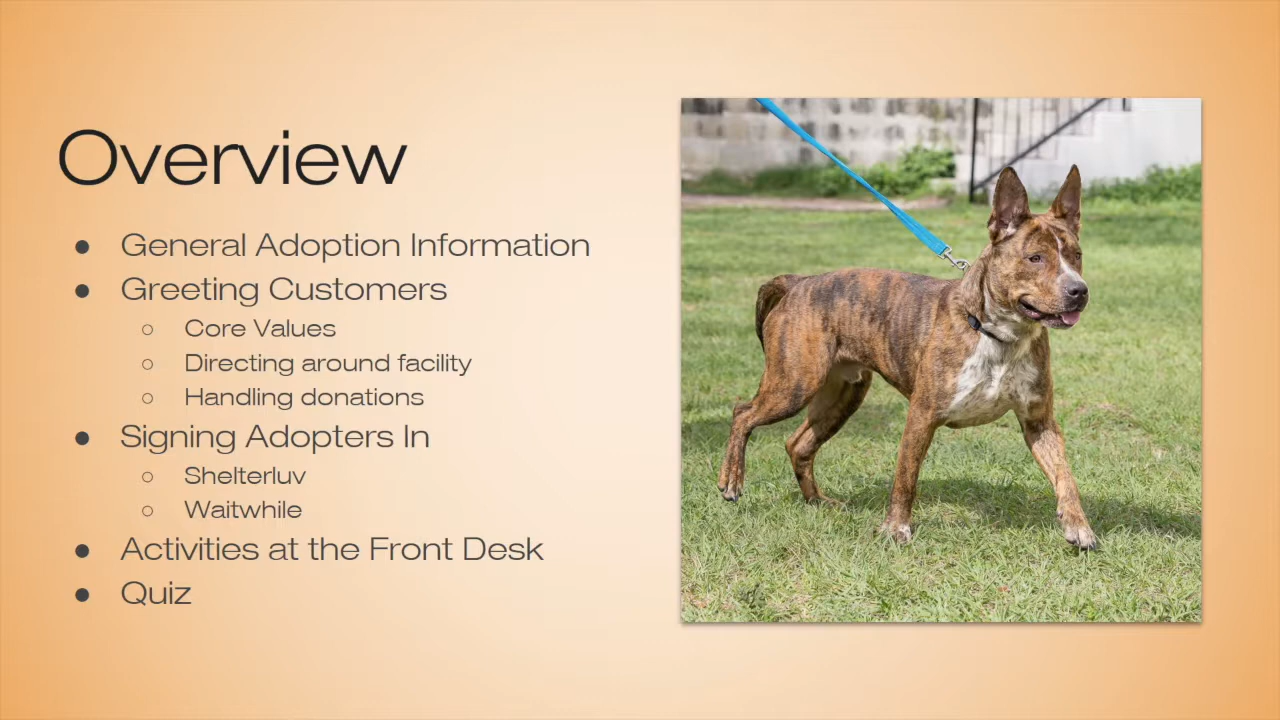 Overview
● General Adoption Information
● Greeting Customers
○ Core Values
○ Directing around facility
○ Handling donations
● Signing Adopters In
○ Shelterluv
○ Waitwhile
● Activities at the Front Desk
● Quiz